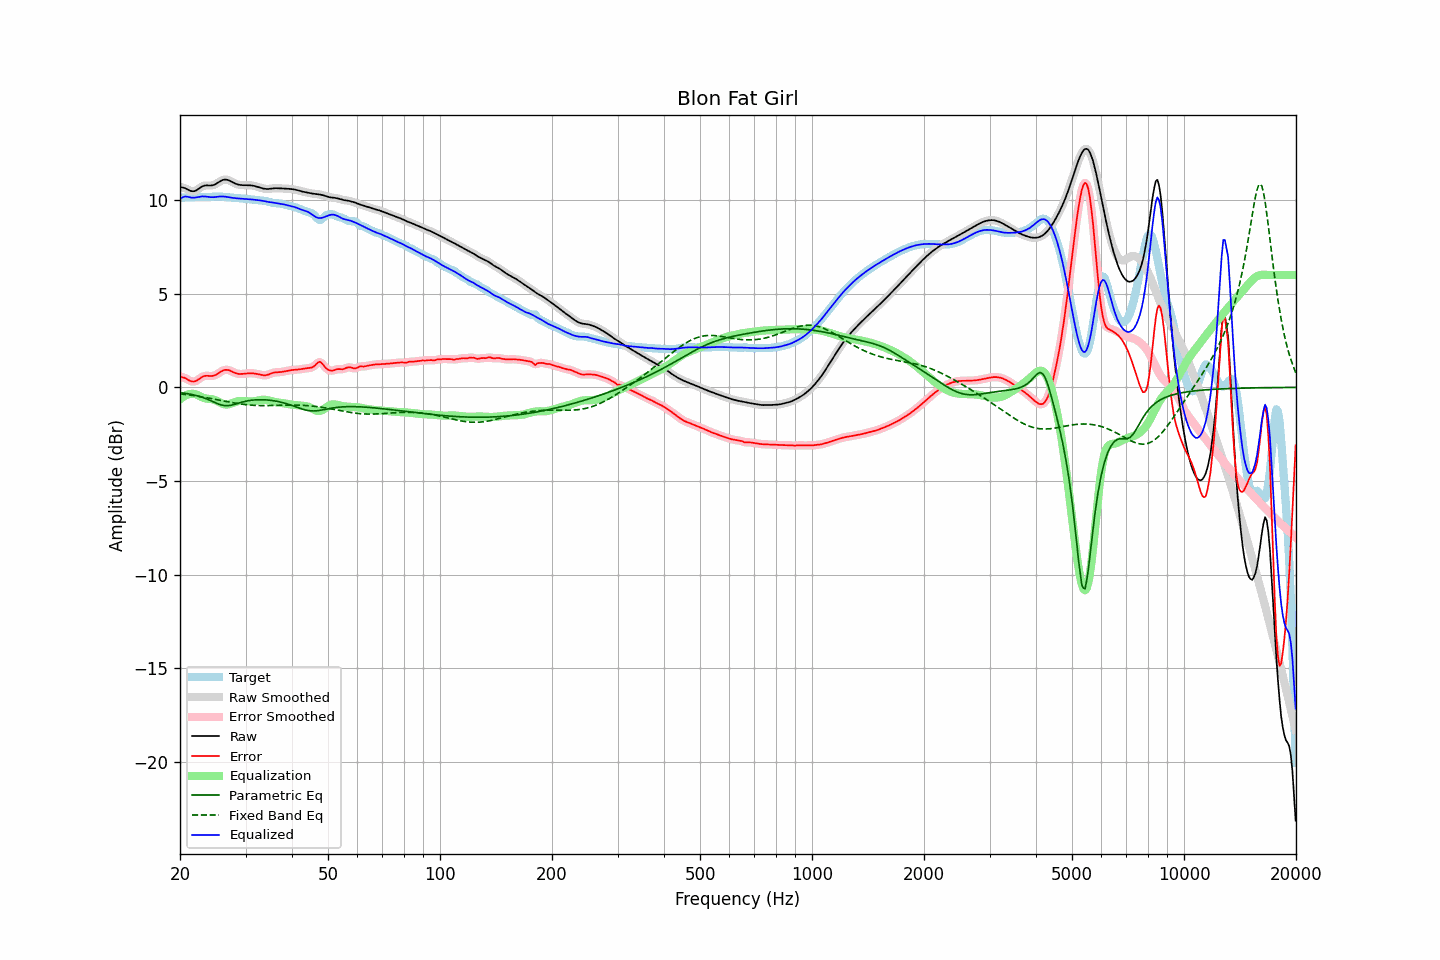 Blon Fat Girl
10
5
0
−5
−10
−15
−20
Amplitude (dBr)
Target
Raw Smoothed
Error Smoothed
Raw
Error
Equalization
Parametric Eq
Fixed Band Eq
Equalized
20 50 100 200 500 1000 2000 5000 10000 20000
Frequency (Hz)